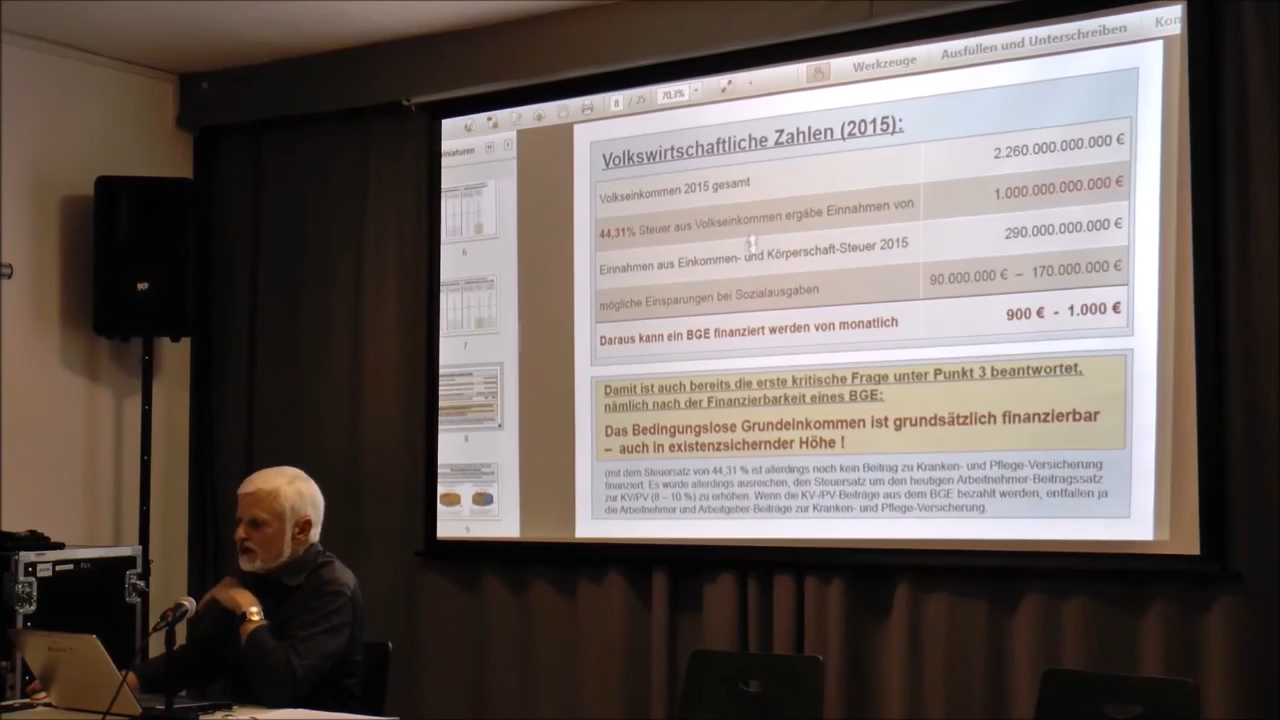 Werkzeuge
Ausfüllen und Unterschreiben
8 / 25
70,3%
6
7
8
9
Volkswirtschaftliche Zahlen (2015):
Volkseinkommen 2015 gesamt
2.260.000.000.000 €
44,31% Steuer aus Volkseinkommen ergäbe Einnahmen von
1.000.000.000.000 €
Einnahmen aus Einkommen- und Körperschaft-Steuer 2015
290.000.000.000 €
mögliche Einsparungen bei Sozialausgaben
90.000.000 € – 170.000.000 €
Daraus kann ein BGE finanziert werden von monatlich
900 € - 1.000 €
Damit ist auch bereits die erste kritische Frage unter Punkt 3 beantwortet,
nämlich nach der Finanzierbarkeit eines BGE:
Das Bedingungslose Grundeinkommen ist grundsätzlich finanzierbar
– auch in existenzsichernder Höhe !
(mit dem Steuersatz von 44,31 % ist allerdings noch kein Beitrag zu Kranken- und Pflege-Versicherung
finanziert. Es würde allerdings ausreichen, den Steuersatz um den heutigen Arbeitnehmer-Beitragssatz
zur KV/PV (8 – 10 %) zu erhöhen. Wenn die KV-/PV-Beiträge aus dem BGE bezahlt werden, entfallen ja
die Arbeitnehmer und Arbeitgeber-Beiträge zur Kranken- und Pflege-Versicherung.